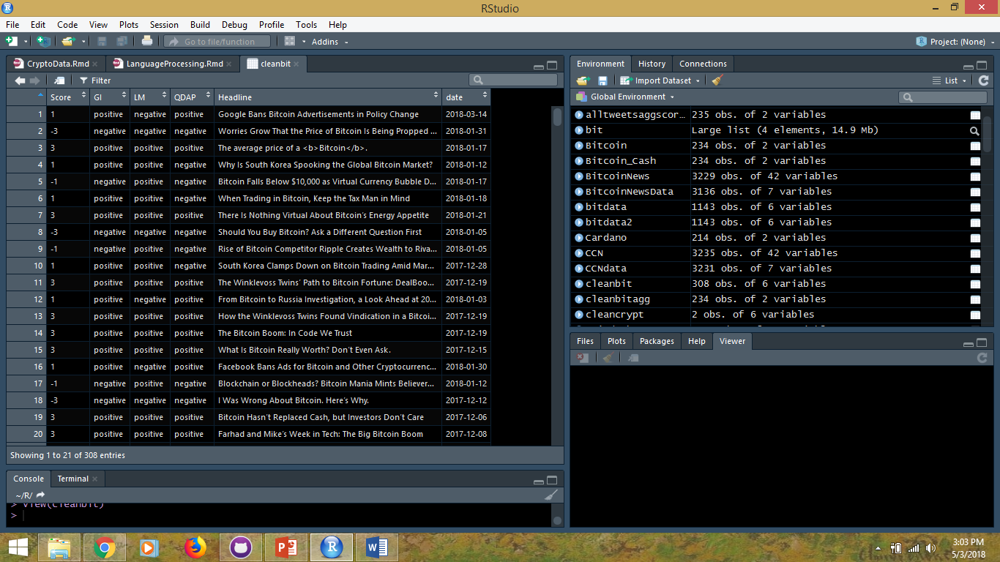 RStudio
File Edit Code View Plots Session Build Debug Profile Tools Help
Go to file/function Addins Project: (None)
CryptoData.Rmd LanguageProcessing.Rmd cleanbit
Filter
Score GI LM QDAP Headline date
1 1 positive negative positive Google Bans Bitcoin Advertisements in Policy Change 2018-03-14
2 -3 negative negative negative Worries Grow That the Price of Bitcoin Is Being Propped ... 2018-01-31
3 3 positive positive positive The average price of a <b>Bitcoin</b>. 2018-01-17
4 1 positive negative positive Why Is South Korea Spooking the Global Bitcoin Market? 2018-01-12
5 -1 negative negative positive Bitcoin Falls Below $10,000 as Virtual Currency Bubble D... 2018-01-17
6 1 positive positive negative When Trading in Bitcoin, Keep the Tax Man in Mind 2018-01-18
7 3 positive positive positive There Is Nothing Virtual About Bitcoin's Energy Appetite 2018-01-21
8 -3 negative negative negative Should You Buy Bitcoin? Ask a Different Question First 2018-01-05
9 -1 negative positive negative Rise of Bitcoin Competitor Ripple Creates Wealth to Riva... 2018-01-05
10 1 positive negative positive South Korea Clamps Down on Bitcoin Trading Amid Mar... 2017-12-28
11 3 positive positive positive The Winklevoss Twins' Path to Bitcoin Fortune: DealBoo... 2017-12-19
12 1 positive negative positive From Bitcoin to Russia Investigation, a Look Ahead at 20... 2018-01-03
13 3 positive positive positive How the Winklevoss Twins Found Vindication in a Bitcoi... 2017-12-19
14 3 positive positive positive The Bitcoin Boom: In Code We Trust 2017-12-19
15 3 positive positive positive What Is Bitcoin Really Worth? Don't Even Ask. 2017-12-15
16 1 positive positive negative Facebook Bans Ads for Bitcoin and Other Cryptocurrenc... 2018-01-30
17 -1 negative positive negative Blockchain or Blockheads? Bitcoin Mania Mints Believer... 2018-01-12
18 -3 negative negative negative I Was Wrong About Bitcoin. Here's Why. 2017-12-12
19 3 positive positive positive Bitcoin Hasn't Replaced Cash, but Investors Don't Care 2017-12-06
20 3 positive positive positive Farhad and Mike's Week in Tech: The Big Bitcoin Boom 2017-12-08
Showing 1 to 21 of 308 entries
Console Terminal
~/R/
> View(cleanbit)
>
Environment History Connections
Import Dataset List
Global Environment
alltweetsaggscor... 235 obs. of 2 variables
bit Large list (4 elements, 14.9 Mb)
Bitcoin 234 obs. of 2 variables
Bitcoin_Cash 234 obs. of 2 variables
BitcoinNews 3229 obs. of 42 variables
BitcoinNewsData 3136 obs. of 7 variables
bitdata 1143 obs. of 6 variables
bitdata2 1143 obs. of 6 variables
Cardano 214 obs. of 2 variables
CCN 3235 obs. of 42 variables
CCNdata 3231 obs. of 7 variables
cleanbit 308 obs. of 6 variables
cleanbitagg 234 obs. of 2 variables
cleancrypt 2 obs. of 6 variables
Files Plots Packages Help Viewer
3:03 PM
5/3/2018